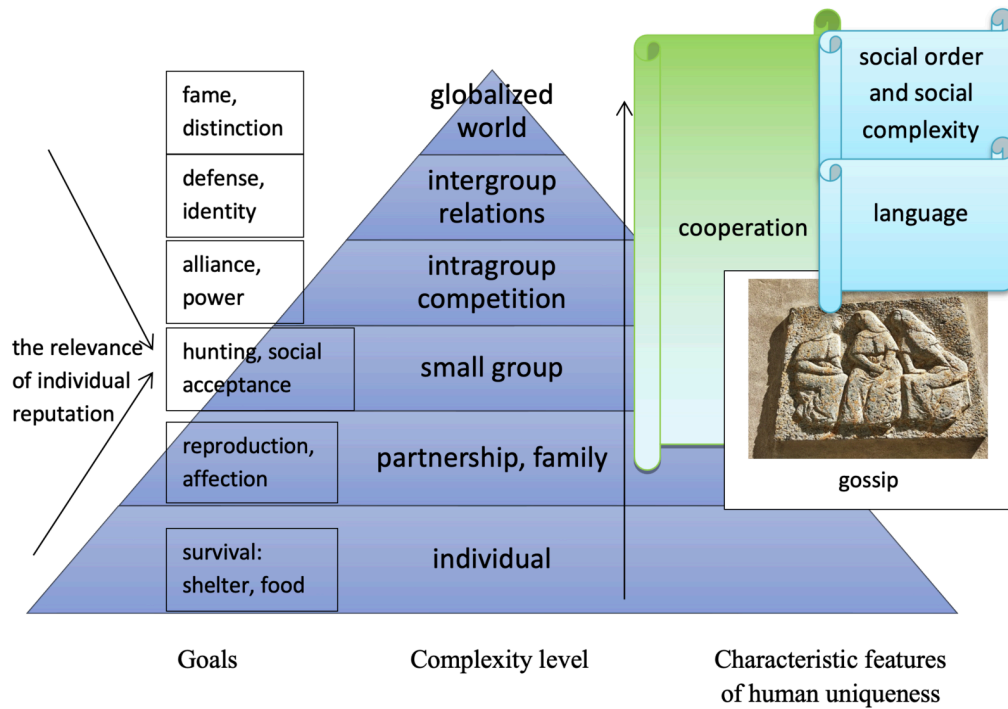 fame,
distinction
defense,
identity
alliance,
power
the relevance
of individual
reputation
hunting, social
acceptance
reproduction,
affection
survival:
shelter, food
Goals
globalized
world
intergroup
relations
intragroup
competition
small group
partnership, family
individual
Complexity level
cooperation
social order
and social
complexity
language
gossip
Characteristic features
of human uniqueness